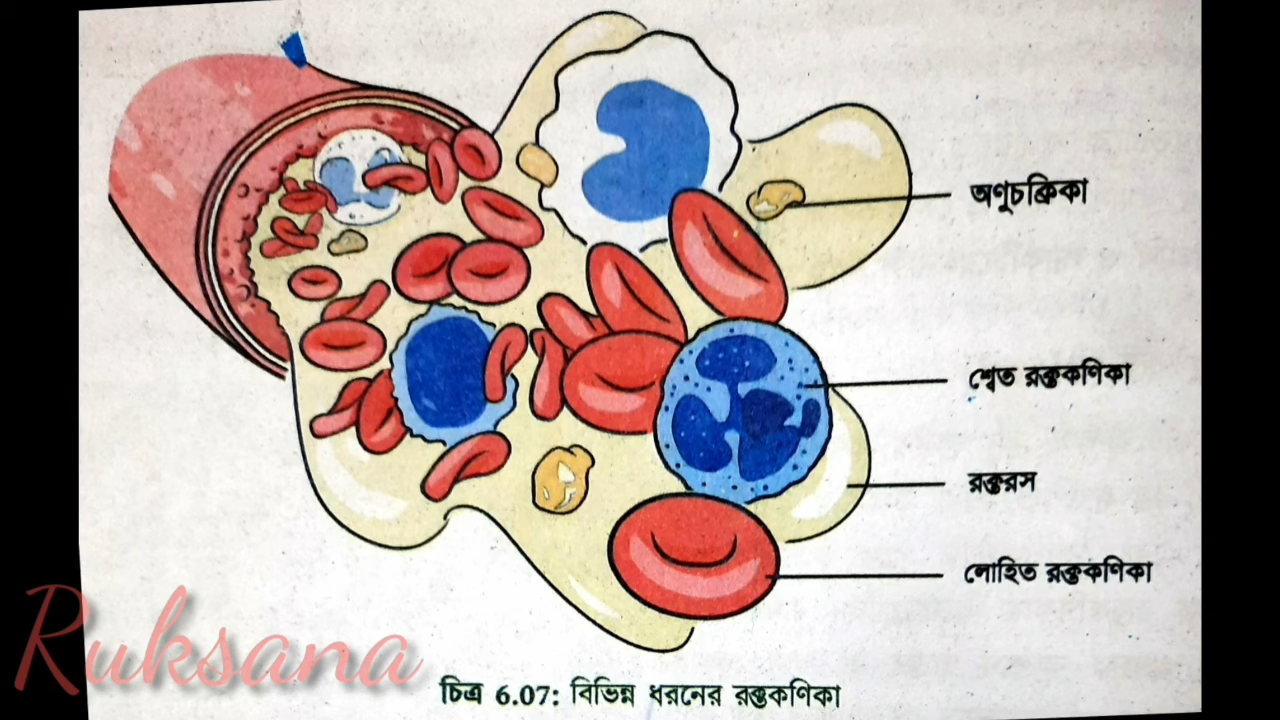 অণুচক্রিকা
শ্বেত রক্তকণিকা
রক্তরস
লোহিত রক্তকণিকা
Ruksana
চিত্র 6.07: বিভিন্ন ধরনের রক্তকণিকা